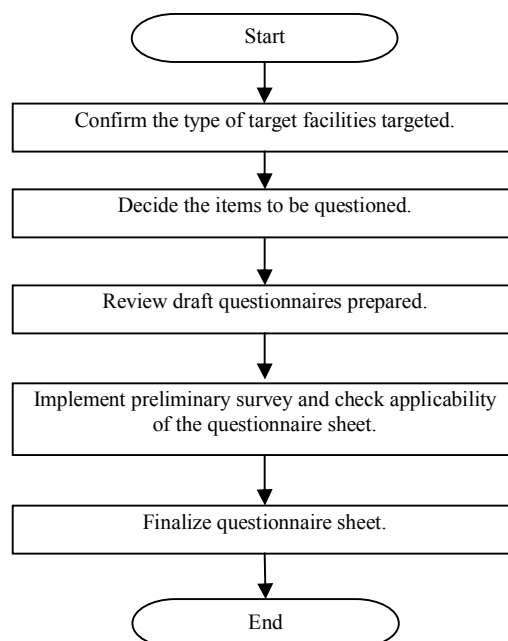 Start
Confirm the type of target facilities targeted.
Decide the items to be questioned.
Review draft questionnaires prepared.
Implement preliminary survey and check applicability
of the questionnaire sheet.
Finalize questionnaire sheet.
End